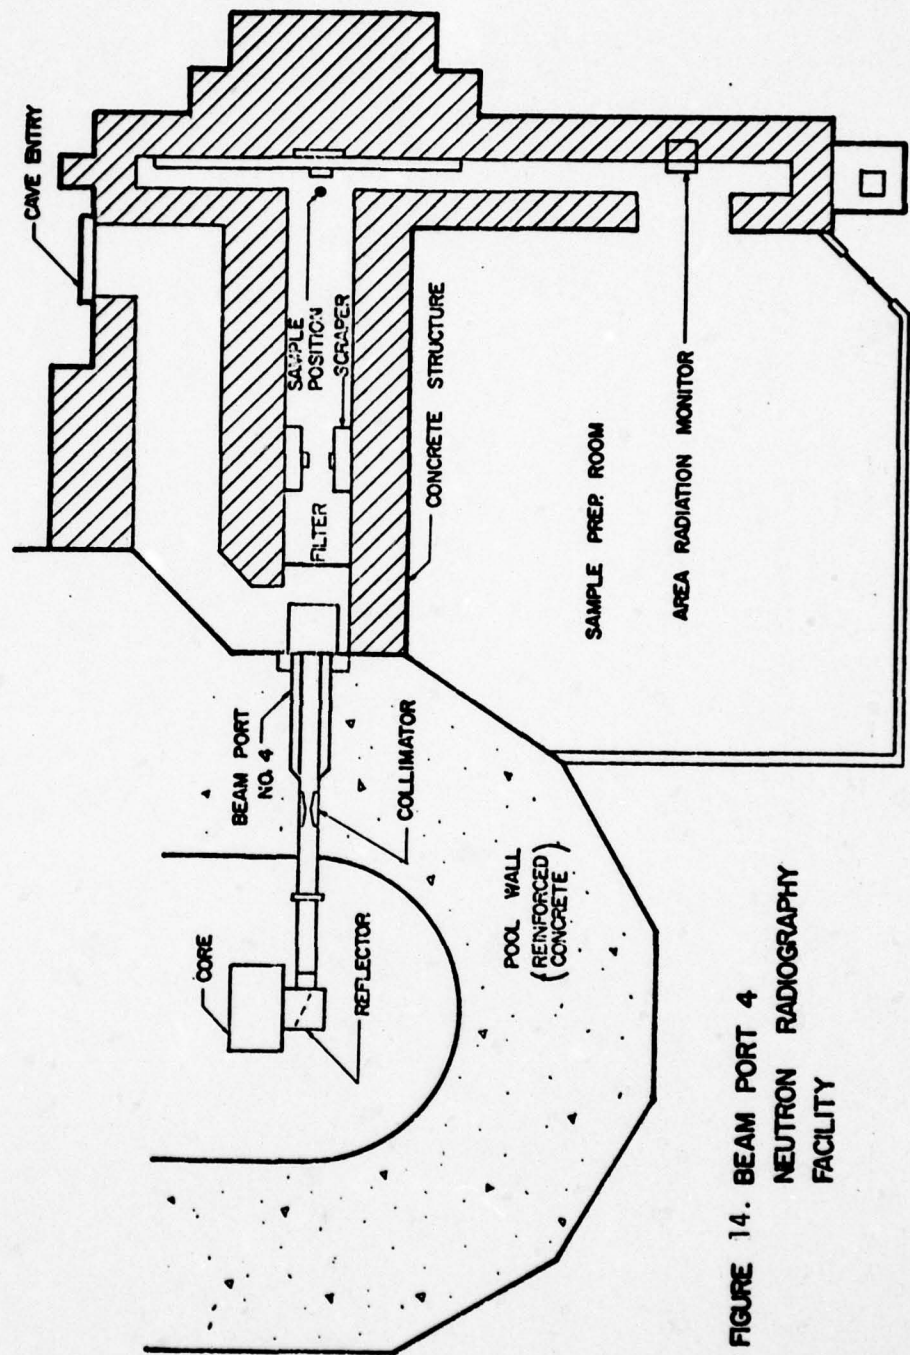 CAVE ENTRY
SAMPLE
POSITION
SCRAPER
FILTER
CONCRETE STRUCTURE
BEAM PORT
NO. 4
COLLIMATOR
CORE
REFLECTOR
SAMPLE PREP. ROOM
AREA RADIATION MONITOR
POOL WALL
(REINFORCED
CONCRETE)
FIGURE 14. BEAM PORT 4
NEUTRON RADIOGRAPHY
FACILITY